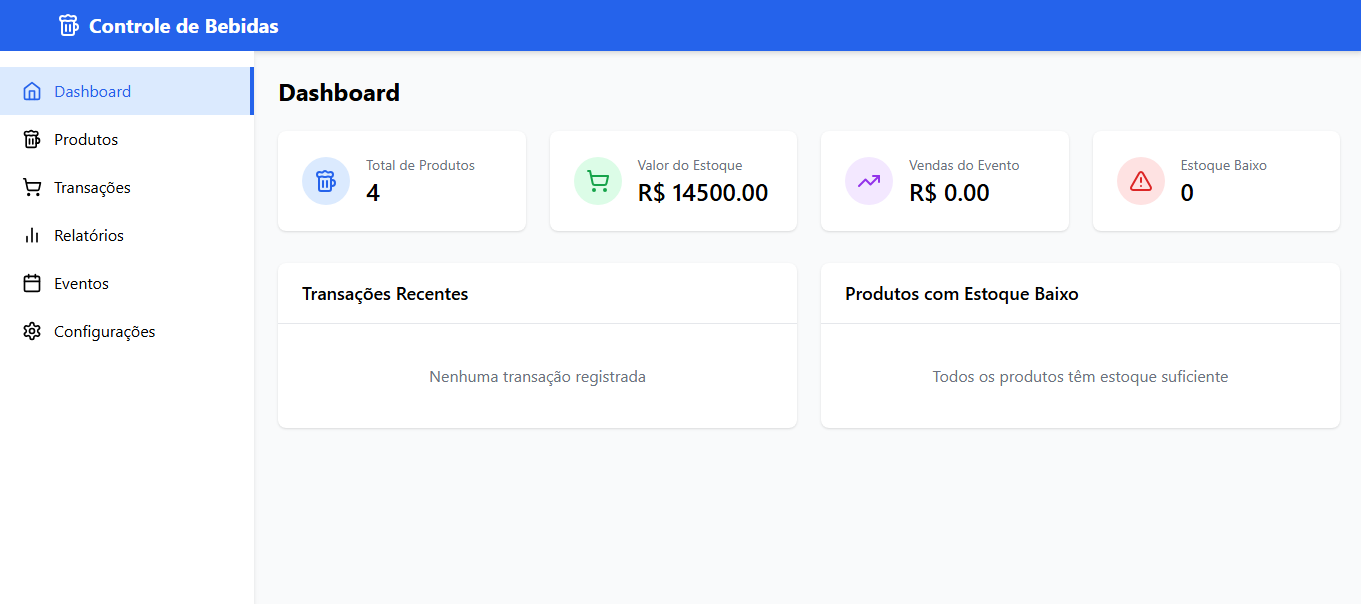 Controle de Bebidas
Dashboard
Produtos
Transações
Relatórios
Eventos
Configurações
Dashboard
Total de Produtos
4
Valor do Estoque
R$ 14500.00
Vendas do Evento
R$ 0.00
Estoque Baixo
0
Transações Recentes
Nenhuma transação registrada
Produtos com Estoque Baixo
Todos os produtos têm estoque suficiente